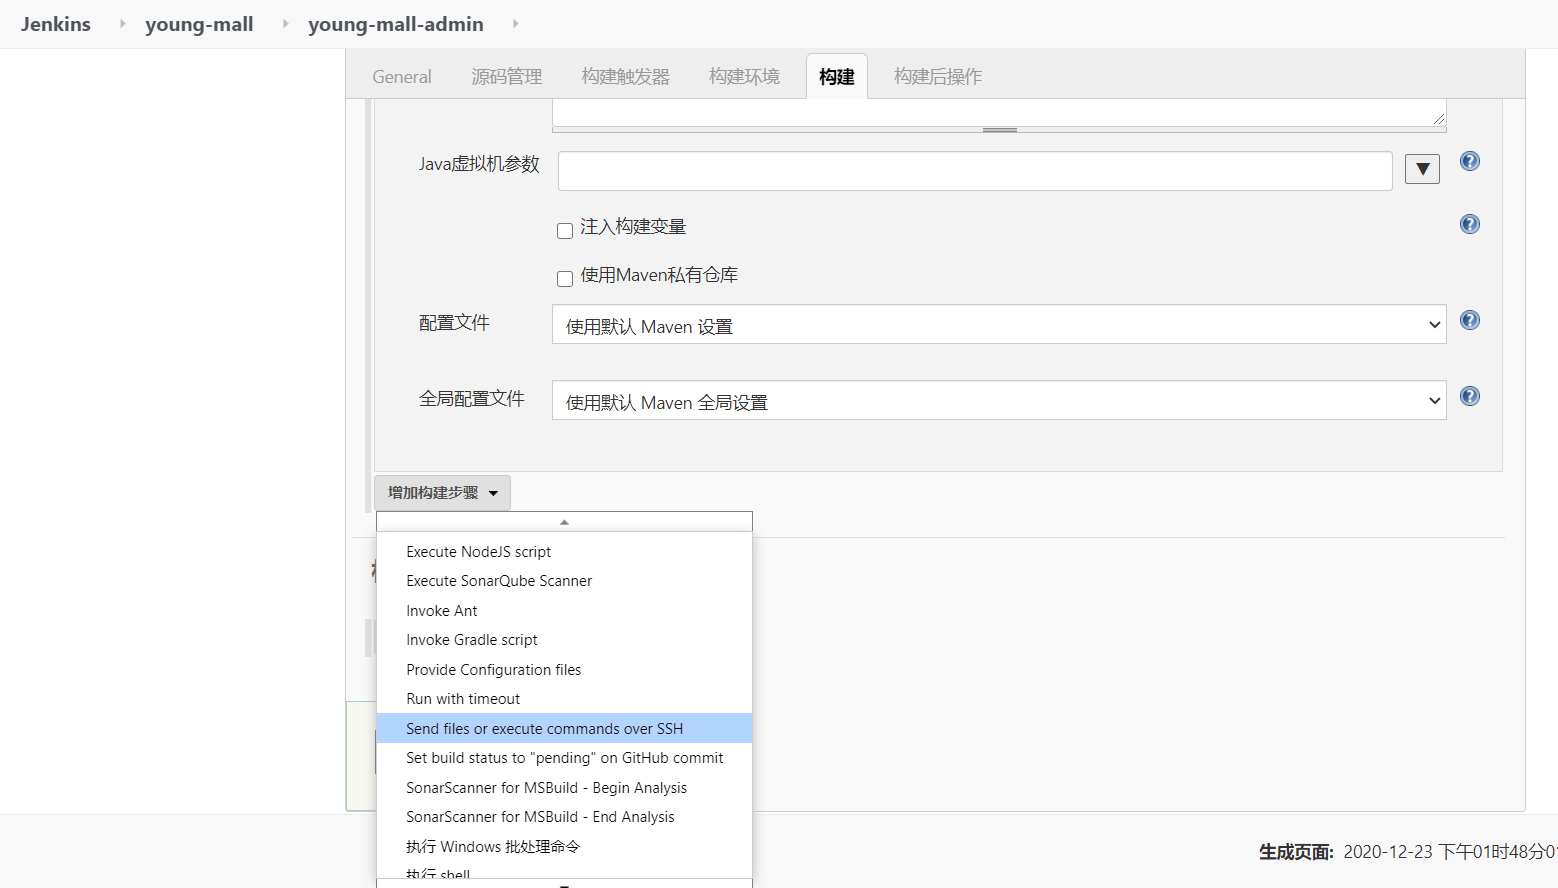 Jenkins young-mall young-mall-admin
General 源码管理 构建触发器 构建环境 构建 构建后操作
Java虚拟机参数
注入构建变量
使用Maven私有仓库
配置文件 使用默认 Maven 设置
全局配置文件 使用默认 Maven 全局设置
增加构建步骤
Execute NodeJS script
Execute SonarQube Scanner
Invoke Ant
Invoke Gradle script
Provide Configuration files
Run with timeout
Send files or execute commands over SSH
Set build status to "pending" on GitHub commit
SonarScanner for MSBuild - Begin Analysis
SonarScanner for MSBuild - End Analysis
执行 Windows 批处理命令
执行 shell
生成页面: 2020-12-23 下午01时48分